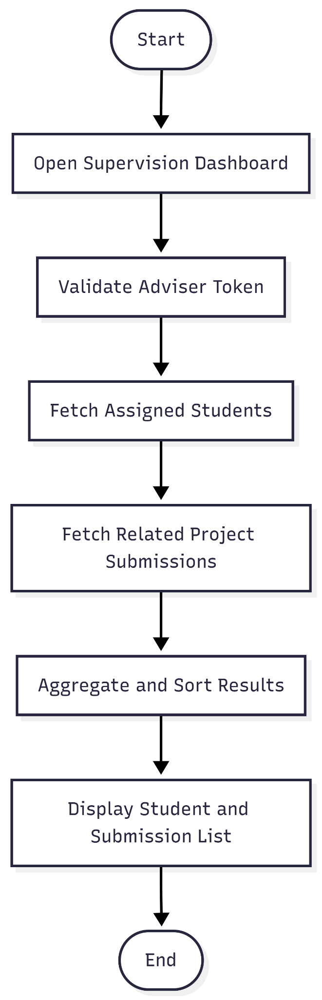 Start
Open Supervision Dashboard
Validate Adviser Token
Fetch Assigned Students
Fetch Related Project
Submissions
Aggregate and Sort Results
Display Student and
Submission List
End